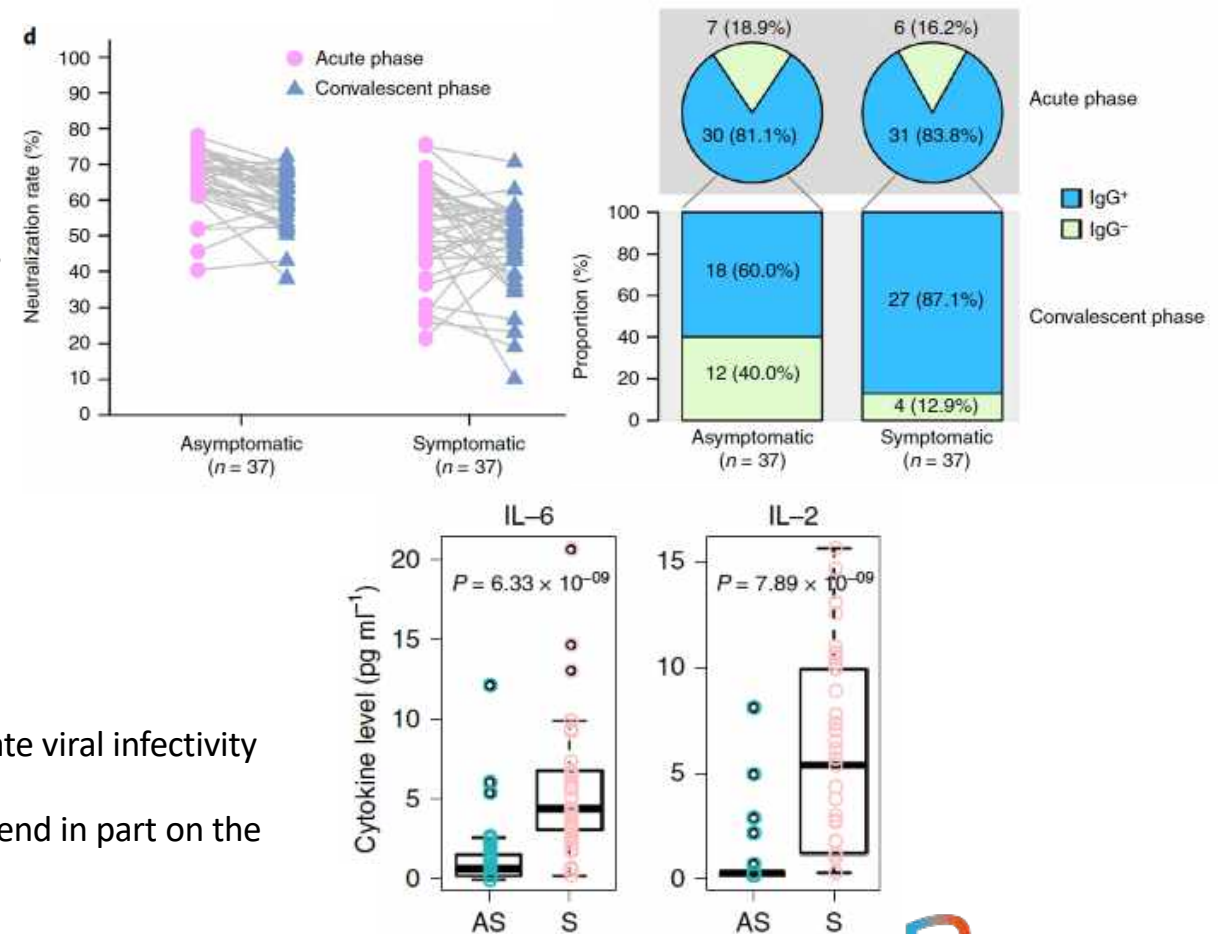 d
100
90
80
70
60
50
40
30
20
10
0
Neutralization rate (%)
Acute phase
Convalescent phase
Asymptomatic
(n = 37)
Symptomatic
(n = 37)
7 (18.9%)
30 (81.1%)
6 (16.2%)
31 (83.8%)
Acute phase
IgG⁺
IgG⁻
100
80
60
40
20
0
Proportion (%)
18 (60.0%)
12 (40.0%)
27 (87.1%)
4 (12.9%)
Convalescent phase
Asymptomatic
(n = 37)
Symptomatic
(n = 37)
viral infectivity
end in part on the
Cytokine level (pg ml⁻¹)
IL–6
20
15
10
5
0
P = 6.33 × 10⁻⁰⁹
AS
S
IL–2
15
10
5
0
P = 7.89 × 10⁻⁰⁹
AS
S